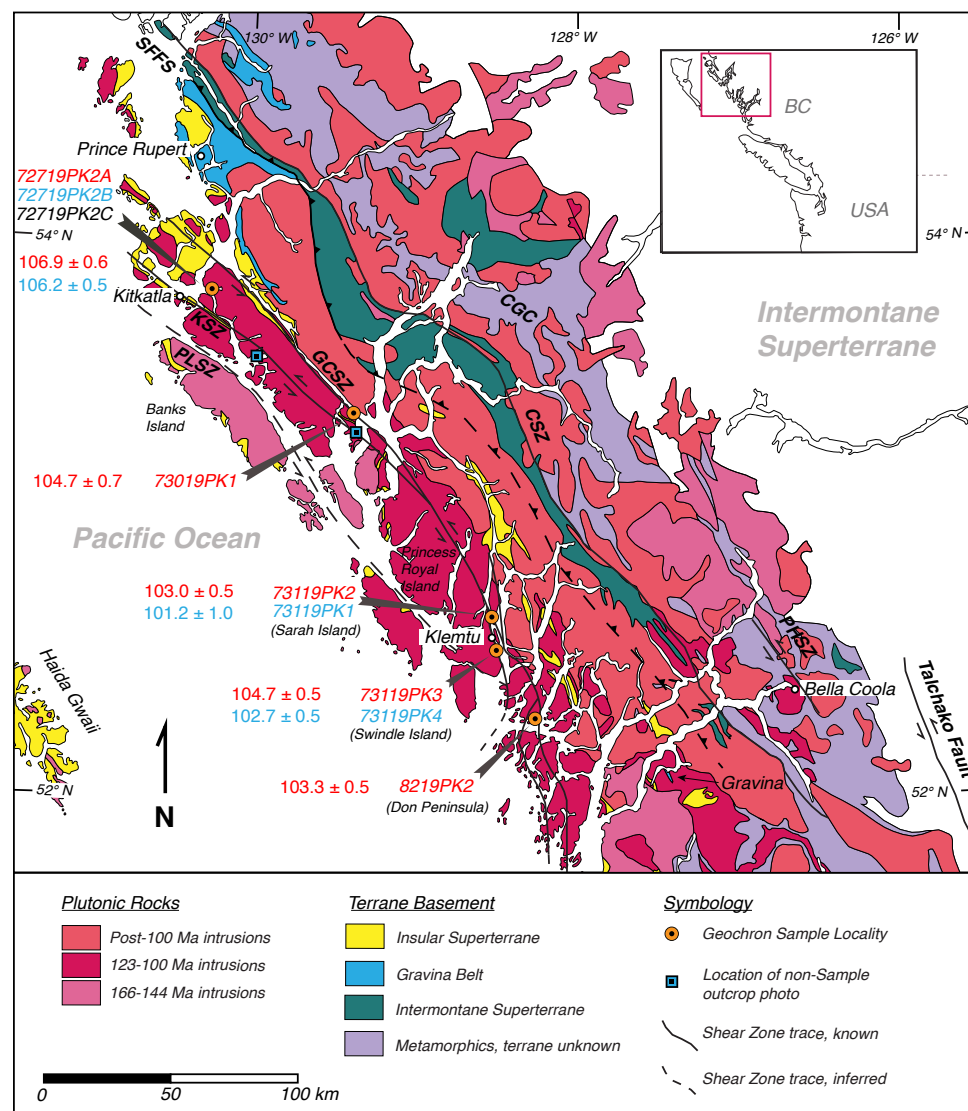 130° W
128° W
126° W
SFFS
BC
USA
Prince Rupert
72719PK2A
72719PK2B
72719PK2C
54° N
54° N
106.9 ± 0.6
106.2 ± 0.5
Kitkatla
KSZ
PLSZ
GCSZ
CGC
CSZ
Intermontane
Superterrane
Banks
Island
104.7 ± 0.7
73019PK1
Pacific Ocean
Princess
Royal
Island
103.0 ± 0.5
73119PK2
101.2 ± 1.0
73119PK1
(Sarah Island)
Klemtu
PHSZ
Haida Gwaii
104.7 ± 0.5
73119PK3
102.7 ± 0.5
73119PK4
(Swindle Island)
Bella Coola
Talchako Fault
103.3 ± 0.5
8219PK2
(Don Peninsula)
Gravina
52° N
52° N
N
Plutonic Rocks
Post-100 Ma intrusions
123-100 Ma intrusions
166-144 Ma intrusions
Terrane Basement
Insular Superterrane
Gravina Belt
Intermontane Superterrane
Metamorphics, terrane unknown
Symbology
Geochron Sample Locality
Location of non-Sample
outcrop photo
Shear Zone trace, known
Shear Zone trace, inferred
0
50
100 km